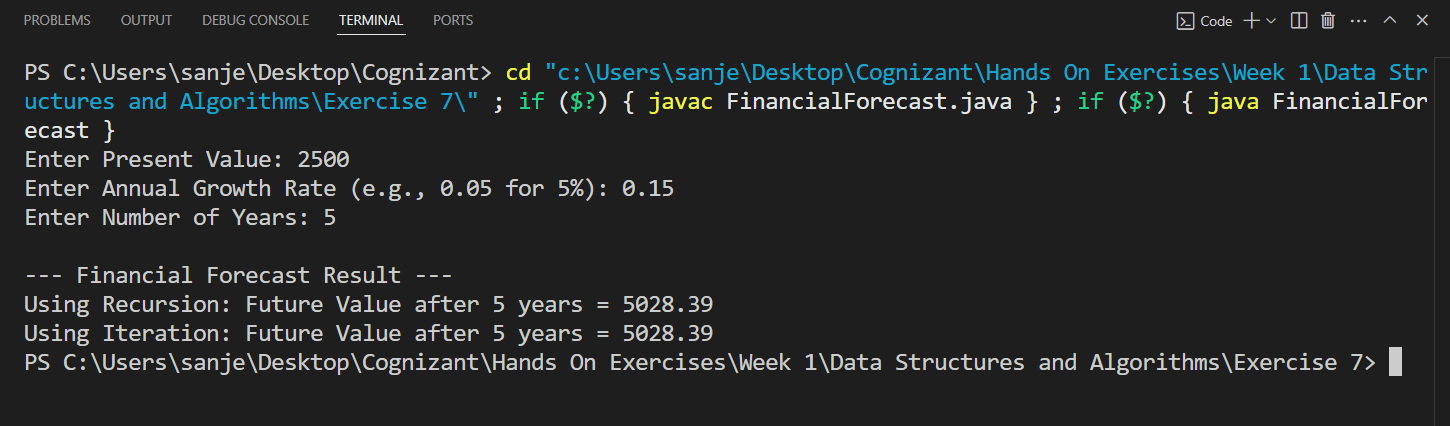 PROBLEMS OUTPUT DEBUG CONSOLE TERMINAL PORTS Code
PS C:\Users\sanje\Desktop\Cognizant> cd "c:\Users\sanje\Desktop\Cognizant\Hands On Exercises\Week 1\Data Str
uctures and Algorithms\Exercise 7\" ; if ($?) { javac FinancialForecast.java } ; if ($?) { java FinancialFor
ecast }
Enter Present Value: 2500
Enter Annual Growth Rate (e.g., 0.05 for 5%): 0.15
Enter Number of Years: 5
--- Financial Forecast Result ---
Using Recursion: Future Value after 5 years = 5028.39
Using Iteration: Future Value after 5 years = 5028.39
PS C:\Users\sanje\Desktop\Cognizant\Hands On Exercises\Week 1\Data Structures and Algorithms\Exercise 7>